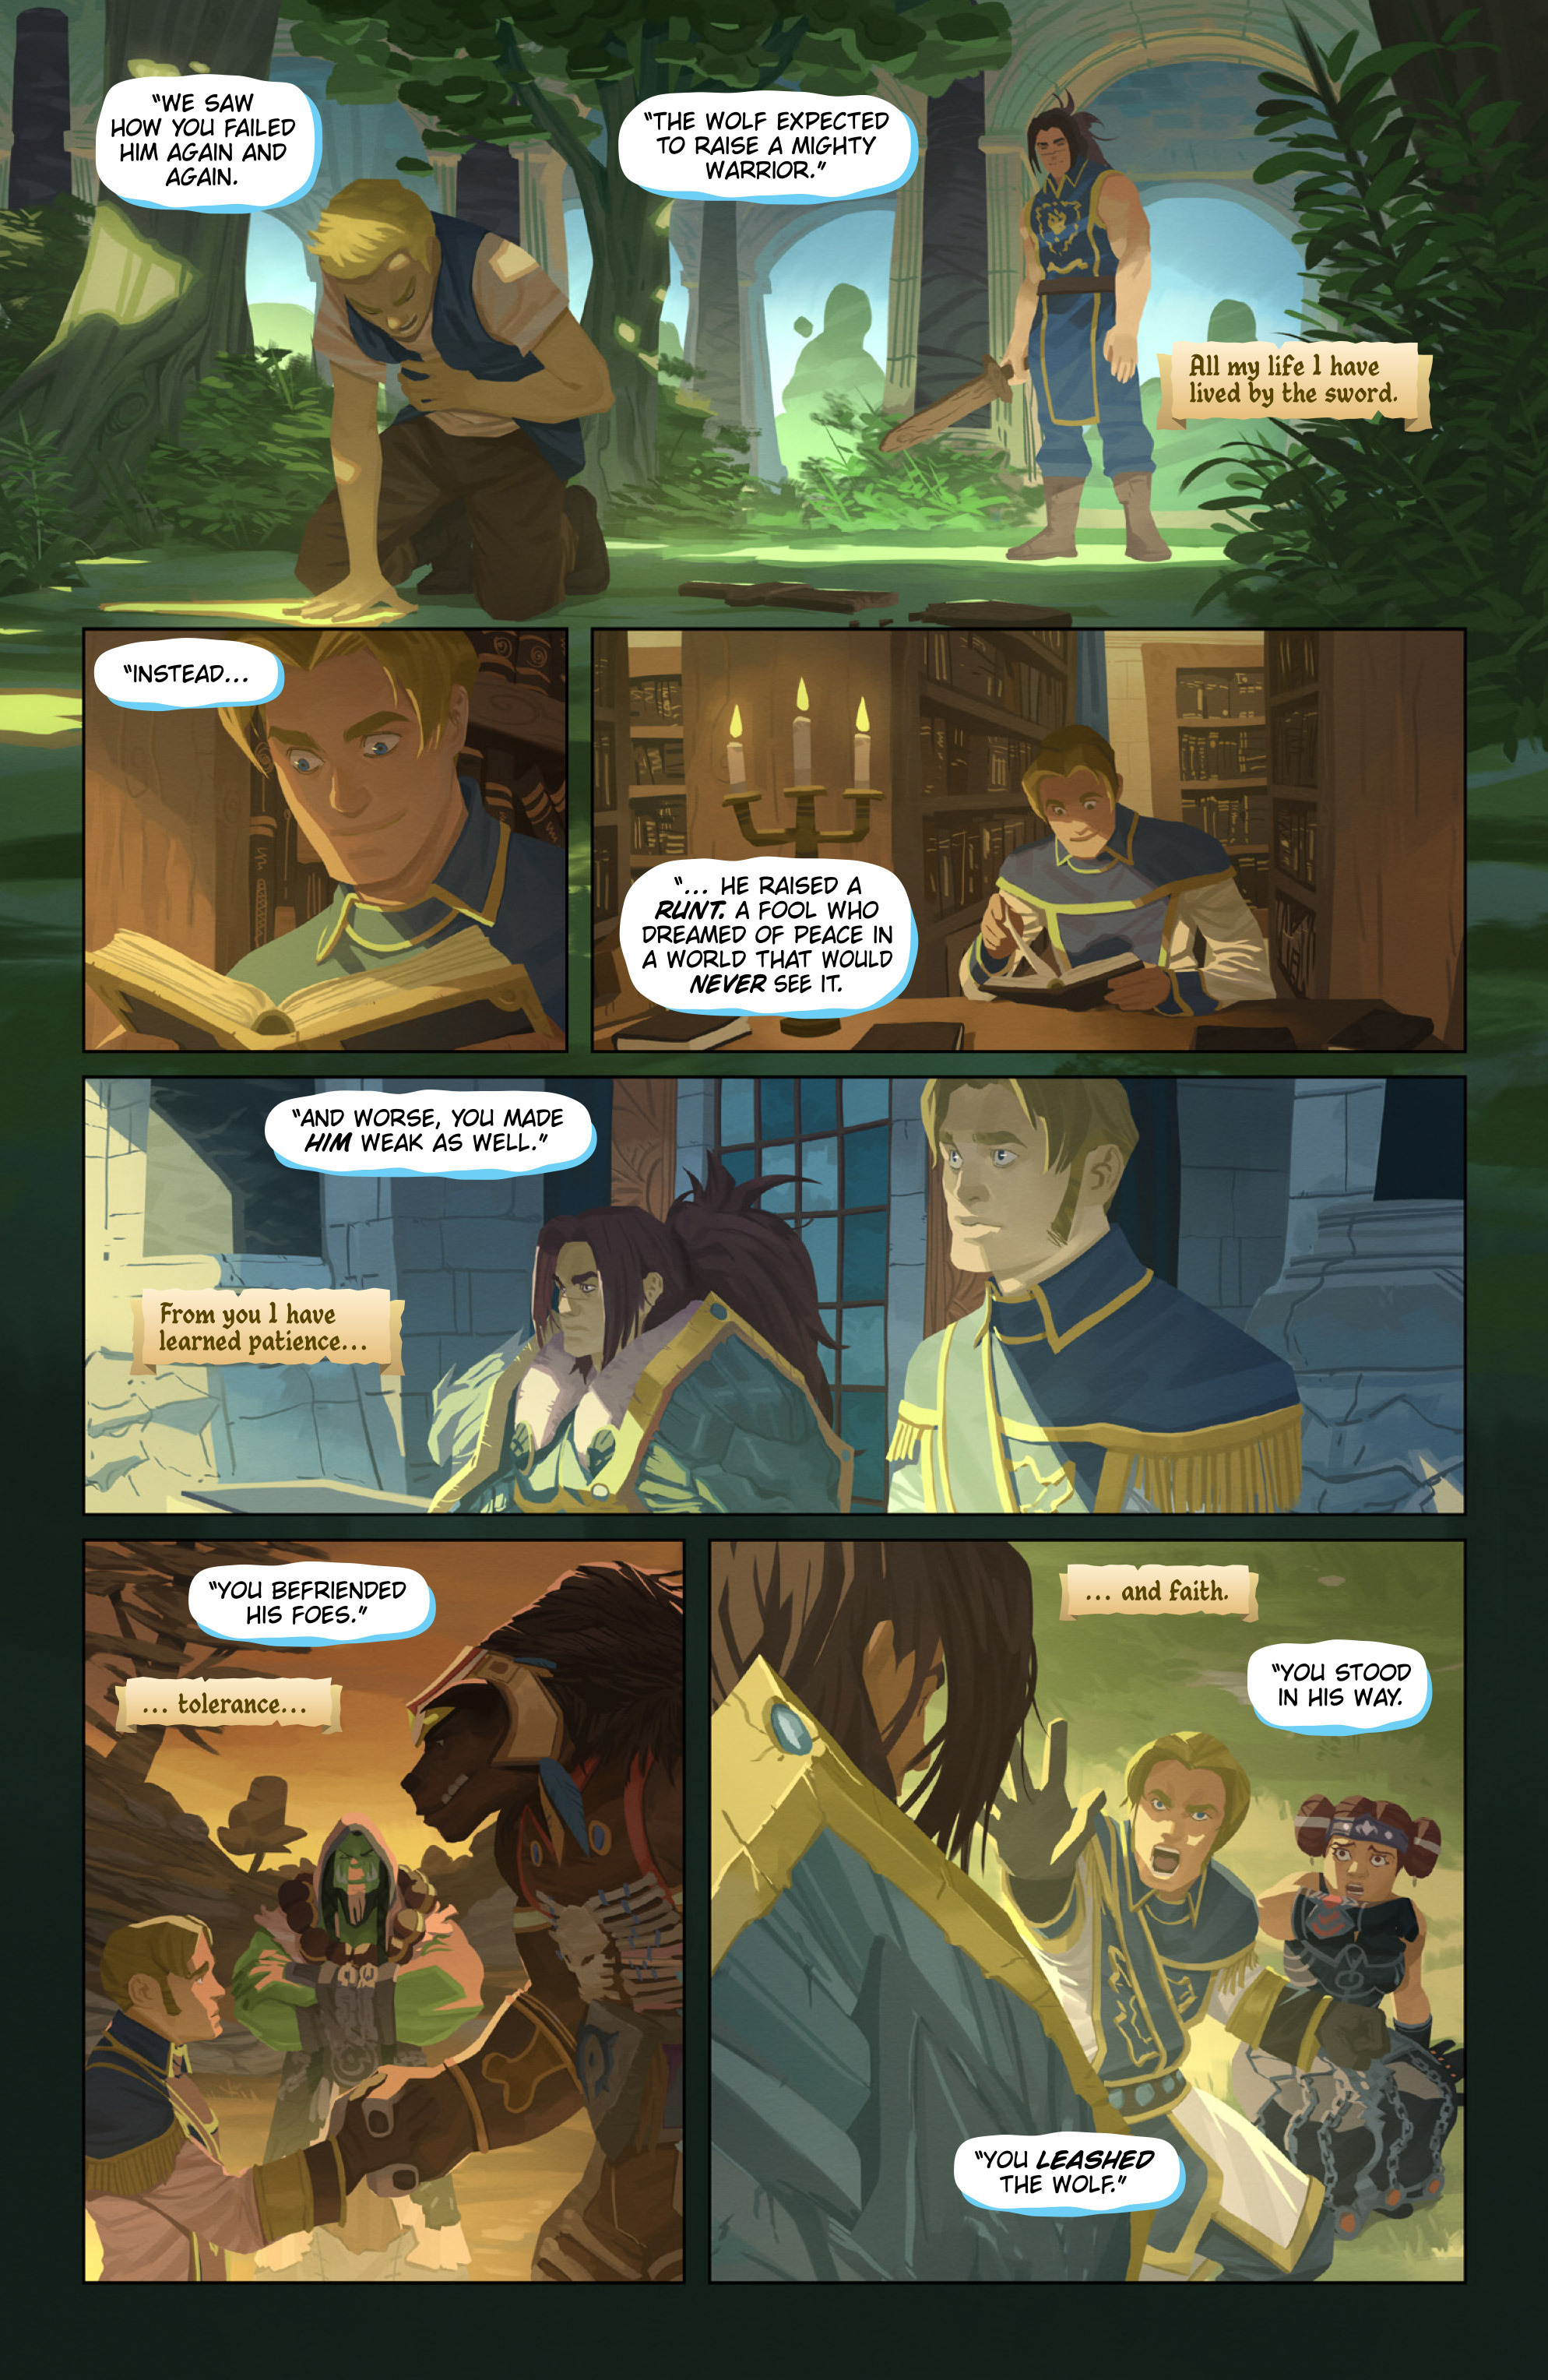 "WE SAW
HOW YOU FAILED
HIM AGAIN AND
AGAIN.
"THE WOLF EXPECTED
TO RAISE A MIGHTY
WARRIOR."
All my life I have
lived by the sword.
"INSTEAD...
"... HE RAISED A
RUNT. A FOOL WHO
DREAMED OF PEACE IN
A WORLD THAT WOULD
NEVER SEE IT.
"AND WORSE, YOU MADE
HIM WEAK AS WELL."
From you I have
learned patience...
"YOU BEFRIENDED
HIS FOES."
... tolerance...
... and faith.
"YOU STOOD
IN HIS WAY.
"YOU LEASHED
THE WOLF."